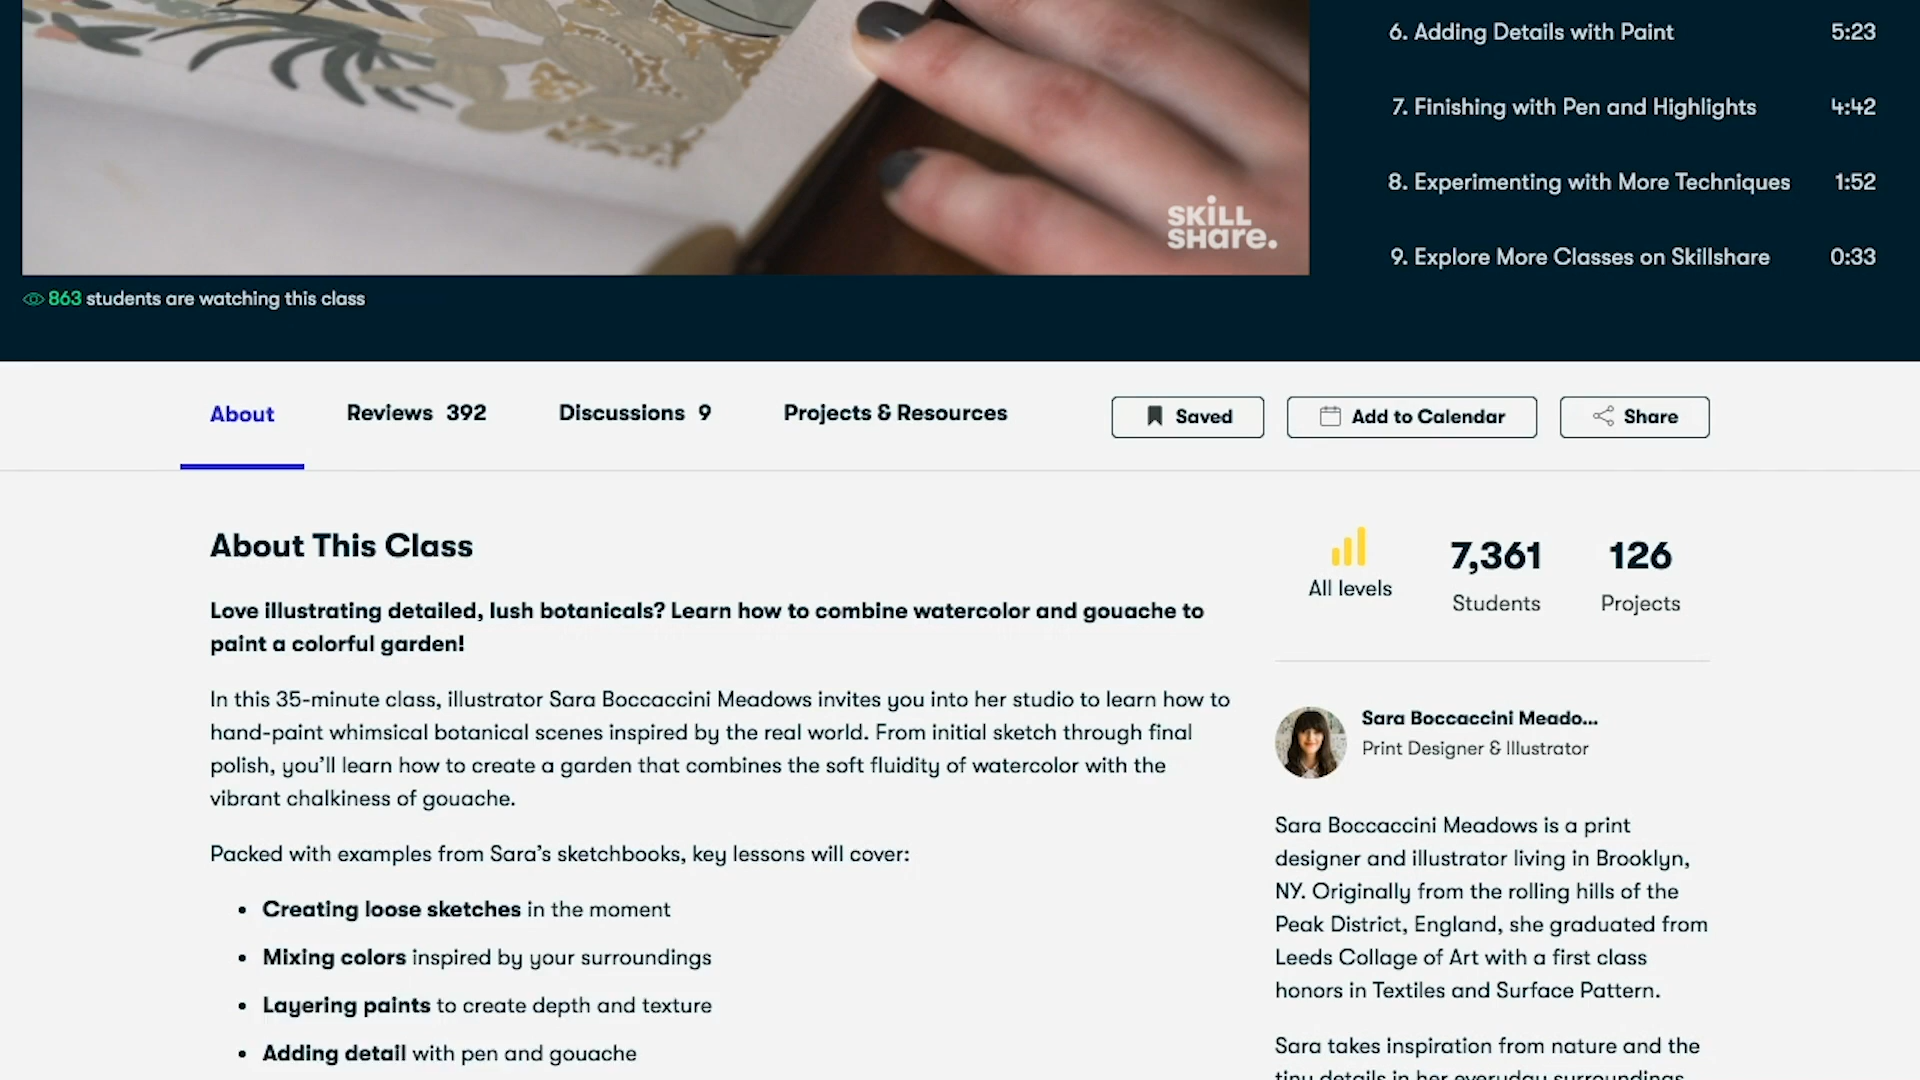 6. Adding Details with Paint 5:23
7. Finishing with Pen and Highlights 4:42
8. Experimenting with More Techniques 1:52
9. Explore More Classes on Skillshare 0:33
SKiLL
SHare.
863 students are watching this class
About Reviews 392 Discussions 9 Projects & Resources Saved Add to Calendar Share
About This Class
Love illustrating detailed, lush botanicals? Learn how to combine watercolor and gouache to
paint a colorful garden!
In this 35-minute class, illustrator Sara Boccaccini Meadows invites you into her studio to learn how to
hand-paint whimsical botanical scenes inspired by the real world. From initial sketch through final
polish, you’ll learn how to create a garden that combines the soft fluidity of watercolor with the
vibrant chalkiness of gouache.
Packed with examples from Sara’s sketchbooks, key lessons will cover:
• Creating loose sketches in the moment
• Mixing colors inspired by your surroundings
• Layering paints to create depth and texture
• Adding detail with pen and gouache
All levels
7,361
Students
126
Projects
Sara Boccaccini Meado...
Print Designer & Illustrator
Sara Boccaccini Meadows is a print
designer and illustrator living in Brooklyn,
NY. Originally from the rolling hills of the
Peak District, England, she graduated from
Leeds Collage of Art with a first class
honors in Textiles and Surface Pattern.
Sara takes inspiration from nature and the
tiny details in her everyday surroundings